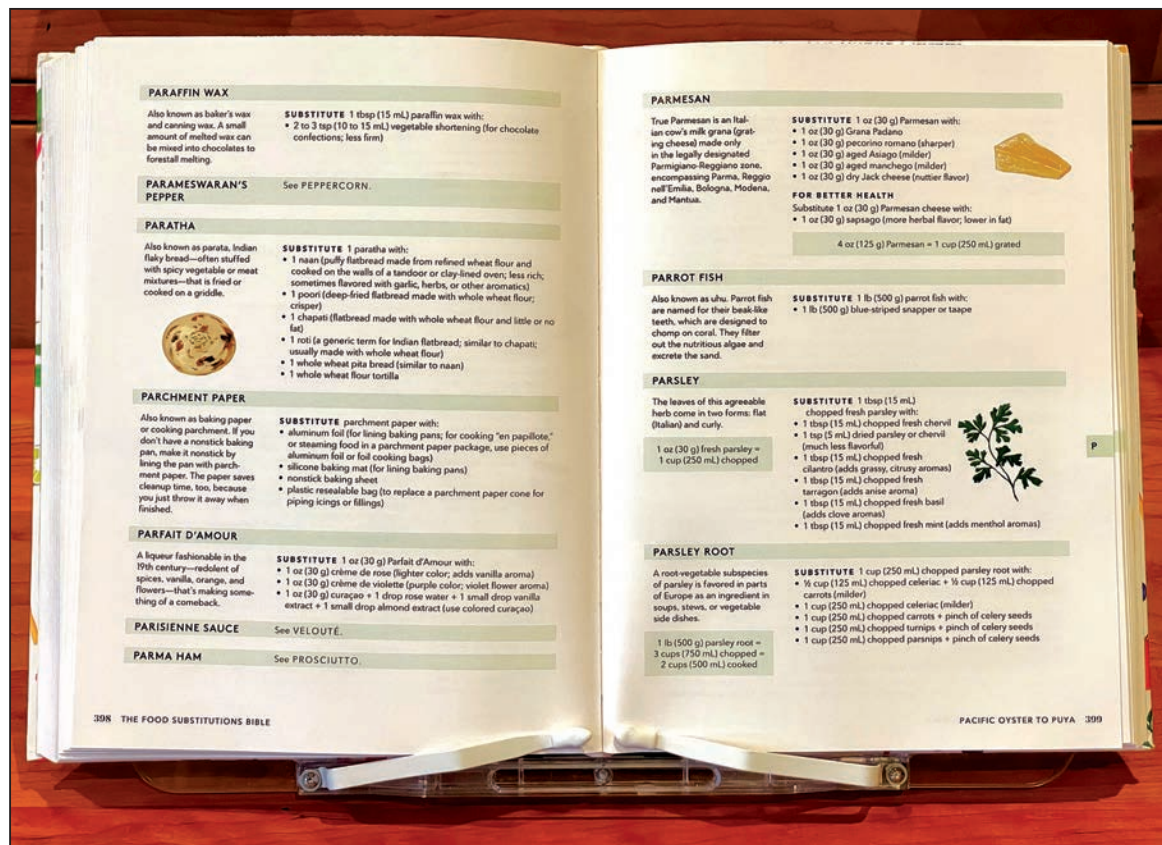 PARAFFIN WAX
Also known as baker's wax
and canning wax. A small
amount of melted wax can
be mixed into chocolates to
forestall melting.
SUBSTITUTE 1 tbsp (15 mL) paraffin wax with:
• 2 to 3 tsp (10 to 15 mL) vegetable shortening (for chocolate
confections; less firm)
PARAMESWARAN'S
PEPPER
See PEPPERCORN.
PARATHA
Also known as parata, Indian
flaky bread—often stuffed
with spicy vegetable or meat
mixtures—that is fried or
cooked on a griddle.
SUBSTITUTE 1 paratha with:
• 1 naan (puffy flatbread made from refined wheat flour and
cooked on the walls of a tandoor or clay-lined oven; less rich;
sometimes flavored with garlic, herbs, or other aromatics)
• 1 poori (deep-fried flatbread made with whole wheat flour;
crisper)
• 1 chapati (flatbread made with whole wheat flour and little or no
fat)
• 1 roti (a generic term for Indian flatbread; similar to chapati;
usually made with whole wheat flour)
• 1 whole wheat pita bread (similar to naan)
• 1 whole wheat flour tortilla
PARCHMENT PAPER
Also known as baking paper
or cooking parchment. If you
don't have a nonstick baking
pan, make it nonstick by
lining the pan with parch-
ment paper. The paper saves
cleanup time, too, because
you just throw it away when
finished.
SUBSTITUTE parchment paper with:
• aluminum foil (for lining baking pans; for cooking "en papillote,"
or steaming food in a parchment paper package, use pieces of
aluminum foil or foil cooking bags)
• silicone baking mat (for lining baking pans)
• nonstick baking sheet
• plastic resealable bag (to replace a parchment paper cone for
piping icings or fillings)
PARFAIT D'AMOUR
A liqueur fashionable in the
19th century—redolent of
spices, vanilla, orange, and
flowers—that's making some-
thing of a comeback.
SUBSTITUTE 1 oz (30 g) Parfait d'Amour with:
• 1 oz (30 g) crème de rose (lighter color; adds vanilla aroma)
• 1 oz (30 g) crème de violette (purple color; violet flower aroma)
• 1 oz (30 g) curaçao + 1 drop rose water + 1 small drop vanilla
extract + 1 small drop almond extract (use colored curaçao)
PARISIENNE SAUCE
See VELOUTÉ.
PARMA HAM
See PROSCIUTTO.
398 THE FOOD SUBSTITUTIONS BIBLE
PARMESAN
True Parmesan is an Ital-
ian cow's milk grana (grat-
ing cheese) made only
in the legally designated
Parmigiano-Reggiano zone,
encompassing Parma, Reggio
nell'Emilia, Bologna, Modena,
and Mantua.
SUBSTITUTE 1 oz (30 g) Parmesan with:
• 1 oz (30 g) Grana Padano
• 1 oz (30 g) pecorino romano (sharper)
• 1 oz (30 g) aged Asiago (milder)
• 1 oz (30 g) aged manchego (milder)
• 1 oz (30 g) dry Jack cheese (nuttier flavor)
FOR BETTER HEALTH
Substitute 1 oz (30 g) Parmesan cheese with:
• 1 oz (30 g) sapsago (more herbal flavor; lower in fat)
4 oz (125 g) Parmesan = 1 cup (250 mL) grated
PARROT FISH
Also known as uhu. Parrot fish
are named for their beak-like
teeth, which are designed to
chomp on coral. They filter
out the nutritious algae and
excrete the sand.
SUBSTITUTE 1 lb (500 g) parrot fish with:
• 1 lb (500 g) blue-striped snapper or taape
PARSLEY
The leaves of this agreeable
herb come in two forms: flat
(Italian) and curly.
1 oz (30 g) fresh parsley =
1 cup (250 mL) chopped
SUBSTITUTE 1 tbsp (15 mL)
chopped fresh parsley with:
• 1 tbsp (15 mL) chopped fresh chervil
• 1 tsp (5 mL) dried parsley or chervil
(much less flavorful)
• 1 tbsp (15 mL) chopped fresh
cilantro (adds grassy, citrusy aromas)
• 1 tbsp (15 mL) chopped fresh
tarragon (adds anise aroma)
• 1 tbsp (15 mL) chopped fresh basil
(adds clove aromas)
• 1 tbsp (15 mL) chopped fresh mint (adds menthol aromas)
P
PARSLEY ROOT
A root-vegetable subspecies
of parsley is favored in parts
of Europe as an ingredient in
soups, stews, or vegetable
side dishes.
1 lb (500 g) parsley root =
3 cups (750 mL) chopped =
2 cups (500 mL) cooked
SUBSTITUTE 1 cup (250 mL) chopped parsley root with:
• ½ cup (125 mL) chopped celeriac + ½ cup (125 mL) chopped
carrots (milder)
• 1 cup (250 mL) chopped celeriac (milder)
• 1 cup (250 mL) chopped carrots + pinch of celery seeds
• 1 cup (250 mL) chopped turnips + pinch of celery seeds
• 1 cup (250 mL) chopped parsnips + pinch of celery seeds
PACIFIC OYSTER TO PUYA 399